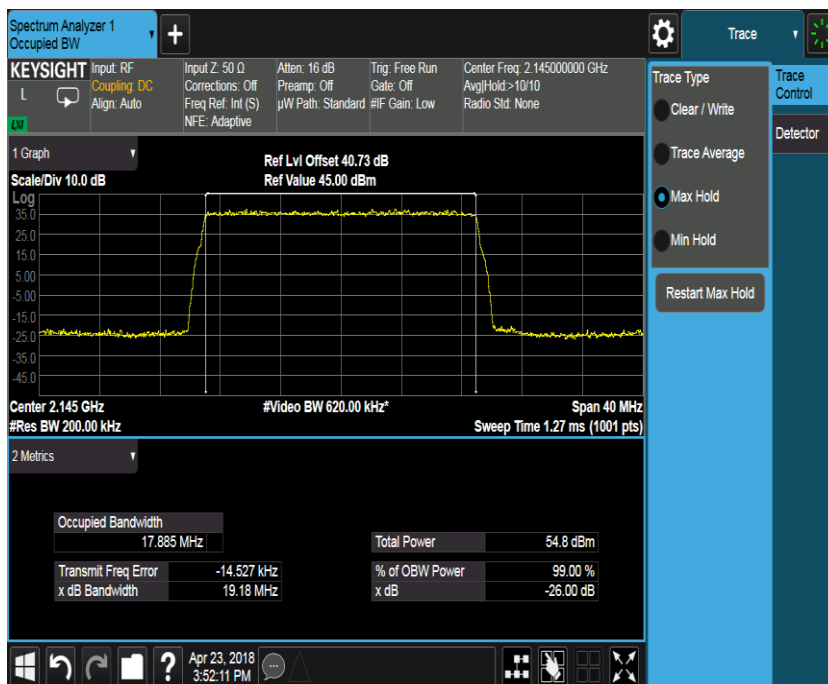 Spectrum Analyzer 1
Occupied BW
+
Trace
KEYSIGHT
L
LXI
Input: RF
Coupling: DC
Align: Auto
Input Z: 50 Ω
Corrections: Off
Freq Ref: Int (S)
NFE: Adaptive
Atten: 16 dB
Preamp: Off
µW Path: Standard
Trig: Free Run
Gate: Off
#IF Gain: Low
Center Freq: 2.145000000 GHz
Avg|Hold:>10/10
Radio Std: None
Trace Type
Clear / Write
Trace Average
Max Hold
Min Hold
Restart Max Hold
Trace
Control
Detector
1 Graph
Scale/Div 10.0 dB
Ref Lvl Offset 40.73 dB
Ref Value 45.00 dBm
Log
35.0
25.0
15.0
5.00
-5.00
-15.0
-25.0
-35.0
-45.0
Center 2.145 GHz
#Video BW 620.00 kHz*
Span 40 MHz
#Res BW 200.00 kHz
Sweep Time 1.27 ms (1001 pts)
2 Metrics
Occupied Bandwidth
17.885 MHz
Total Power 54.8 dBm
Transmit Freq Error -14.527 kHz
% of OBW Power 99.00 %
x dB Bandwidth 19.18 MHz
x dB -26.00 dB
?
Apr 23, 2018
3:52:11 PM